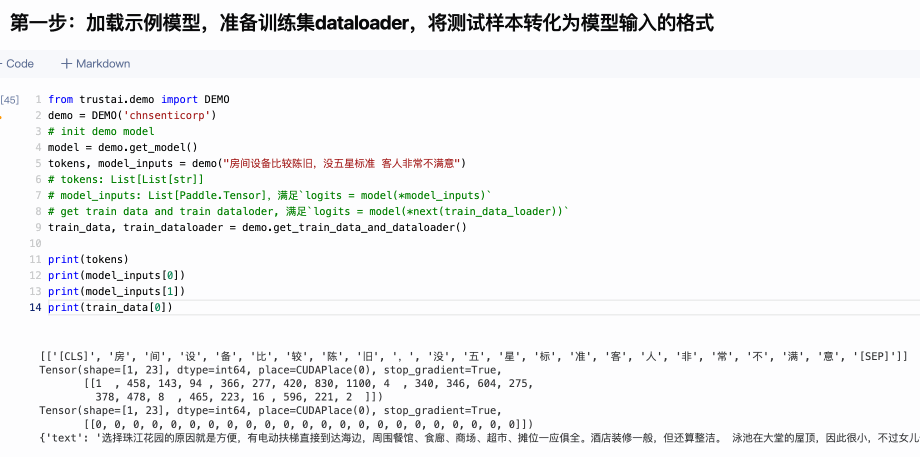 第一步：加载示例模型，准备训练集dataloader，将测试样本转化为模型输入的格式
Code + Markdown
[45]
1 from trustai.demo import DEMO
2 demo = DEMO('chnsenticorp')
3 # init demo model
4 model = demo.get_model()
5 tokens, model_inputs = demo("房间设备比较陈旧，没五星标准 客人非常不满意")
6 # tokens: List[List[str]]
7 # model_inputs: List[Paddle.Tensor]，满足`logits = model(*model_inputs)`
8 # get train data and train dataloder, 满足`logits = model(*next(train_data_loader))`
9 train_data, train_dataloader = demo.get_train_data_and_dataloader()
10
11 print(tokens)
12 print(model_inputs[0])
13 print(model_inputs[1])
14 print(train_data[0])
[['[CLS]', '房', '间', '设', '备', '比', '较', '陈', '旧', '，', '没', '五', '星', '标', '准', '客', '人', '非', '常', '不', '满', '意', '[SEP]']]
Tensor(shape=[1, 23], dtype=int64, place=CUDAPlace(0), stop_gradient=True,
[[1  , 458, 143, 94 , 366, 277, 420, 830, 1100, 4  , 340, 346, 604, 275,
378, 478, 8  , 465, 223, 16 , 596, 221, 2  ]])
Tensor(shape=[1, 23], dtype=int64, place=CUDAPlace(0), stop_gradient=True,
[[0, 0, 0, 0, 0, 0, 0, 0, 0, 0, 0, 0, 0, 0, 0, 0, 0, 0, 0, 0, 0, 0, 0]])
{'text': '选择珠江花园的原因就是方便，有电动扶梯直接到达海边，周围餐馆、食廊、商场、超市、摊位一应俱全。酒店装修一般，但还算整洁。 泳池在大堂的屋顶，因此很小，不过女儿